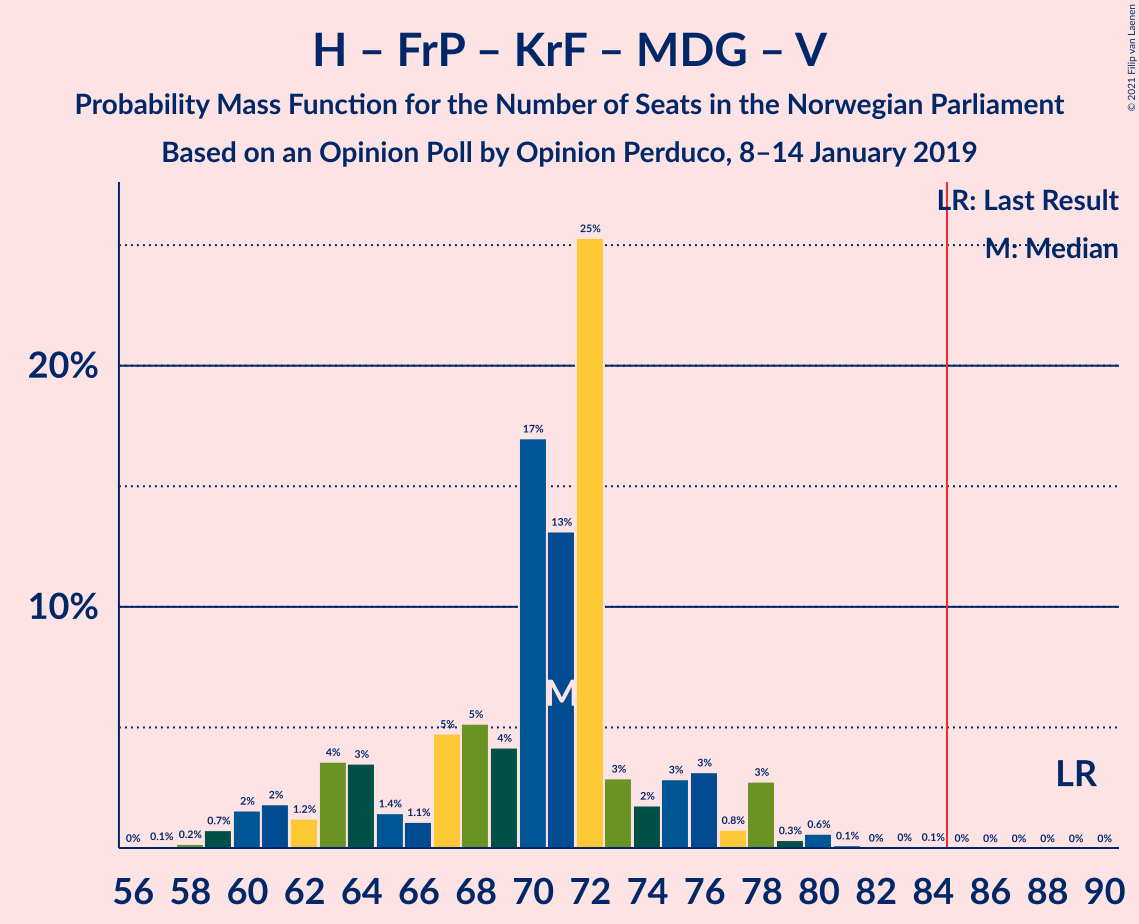 H – FrP – KrF – MDG – V
Probability Mass Function for the Number of Seats in the Norwegian Parliament
Based on an Opinion Poll by Opinion Perduco, 8–14 January 2019
© 2021 Filip van Laenen
LR: Last Result
M: Median
20%
10%
0% 0.1% 0.2% 0.7% 2% 2% 1.2% 4% 3% 1.4% 1.1% 5% 5% 4% 17% 13% 25% 3% 2% 3% 3% 0.8% 3% 0.3% 0.6% 0.1% 0% 0% 0.1% 0% 0% 0% 0% 0% 0%
M
LR
56 58 60 62 64 66 68 70 72 74 76 78 80 82 84 86 88 90